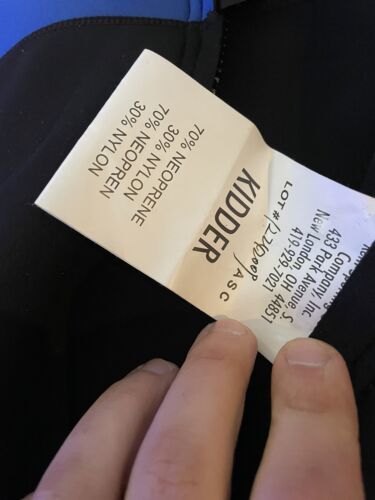 Company, Inc
433 Park Avenue, S.
New London, OH 44851
419-929-7021
LOT # / ASC
KIDDER
70% NEOPRENE
30% NYLON
70% NEOPREN
30% NYLON